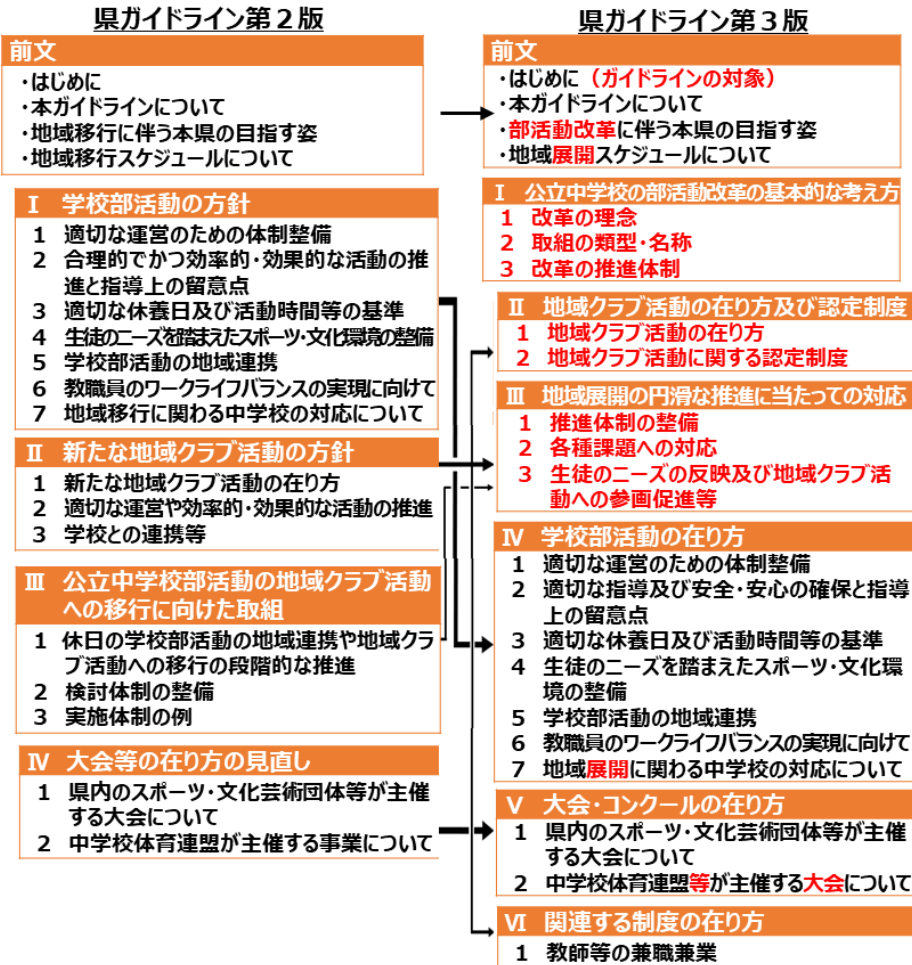 県ガイドライン第２版
前文
・はじめに
・本ガイドラインについて
・地域移行に伴う本県の目指す姿
・地域移行スケジュールについて
Ⅰ 学校部活動の方針
1 適切な運営のための体制整備
2 合理的でかつ効率的・効果的な活動の推
進と指導上の留意点
3 適切な休養日及び活動時間等の基準
4 生徒のニーズを踏まえたスポーツ・文化環境の整備
5 学校部活動の地域連携
6 教職員のワークライフバランスの実現に向けて
7 地域移行に関わる中学校の対応について
Ⅱ 新たな地域クラブ活動の方針
1 新たな地域クラブ活動の在り方
2 適切な運営や効率的・効果的な活動の推進
3 学校との連携等
Ⅲ 公立中学校部活動の地域クラブ活動
への移行に向けた取組
1 休日の学校部活動の地域連携や地域クラ
ブ活動への移行の段階的な推進
2 検討体制の整備
3 実施体制の例
Ⅳ 大会等の在り方の見直し
1 県内のスポーツ・文化芸術団体等が主催
する大会について
2 中学校体育連盟が主催する事業について
県ガイドライン第３版
前文
・はじめに（ガイドラインの対象）
・本ガイドラインについて
・部活動改革に伴う本県の目指す姿
・地域展開スケジュールについて
Ⅰ 公立中学校の部活動改革の基本的な考え方
1 改革の理念
2 取組の類型・名称
3 改革の推進体制
Ⅱ 地域クラブ活動の在り方及び認定制度
1 地域クラブ活動の在り方
2 地域クラブ活動に関する認定制度
Ⅲ 地域展開の円滑な推進に当たっての対応
1 推進体制の整備
2 各種課題への対応
3 生徒のニーズの反映及び地域クラブ活
動への参画促進等
Ⅳ 学校部活動の在り方
1 適切な運営のための体制整備
2 適切な指導及び安全・安心の確保と指導
上の留意点
3 適切な休養日及び活動時間等の基準
4 生徒のニーズを踏まえたスポーツ・文化環
境の整備
5 学校部活動の地域連携
6 教職員のワークライフバランスの実現に向けて
7 地域展開に関わる中学校の対応について
Ⅴ 大会・コンクールの在り方
1 県内のスポーツ・文化芸術団体等が主催
する大会について
2 中学校体育連盟等が主催する大会について
Ⅵ 関連する制度の在り方
1 教師等の兼職兼業